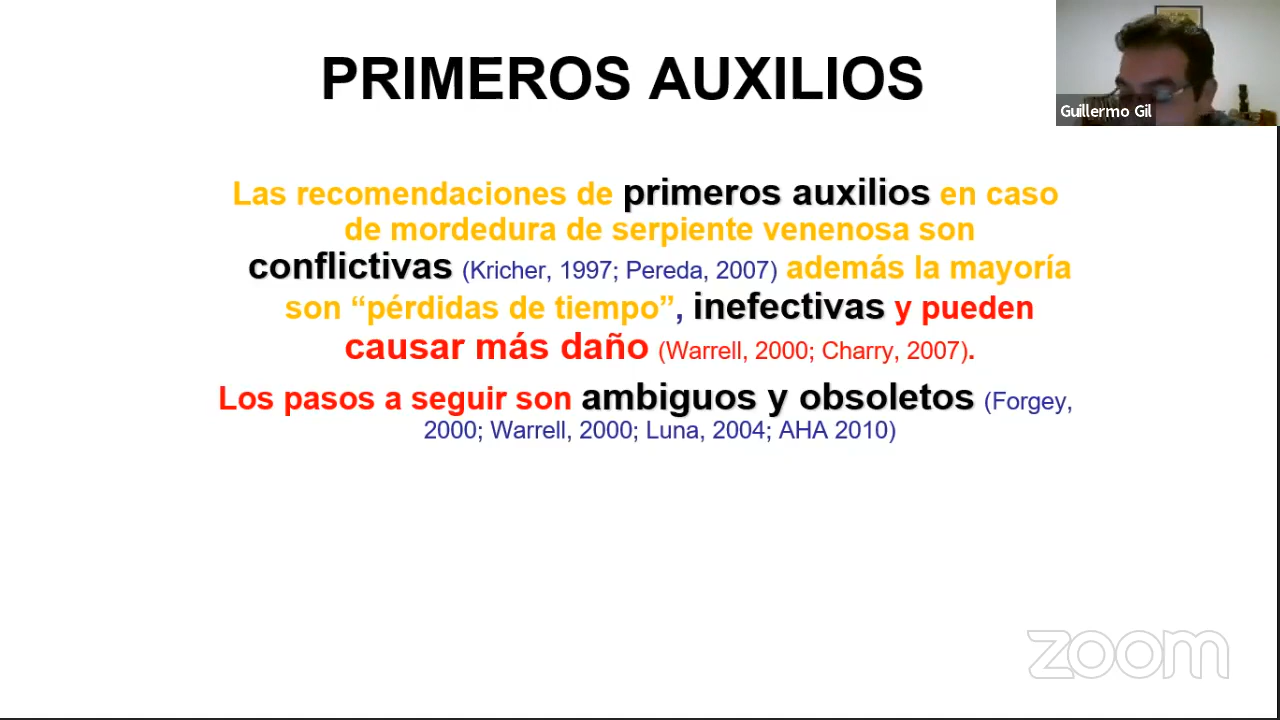 PRIMEROS AUXILIOS
Guillermo Gil
Las recomendaciones de primeros auxilios en caso
de mordedura de serpiente venenosa son
conflictivas (Kricher, 1997; Pereda, 2007) además la mayoría
son “pérdidas de tiempo”, inefectivas y pueden
causar más daño (Warrell, 2000; Charry, 2007).
Los pasos a seguir son ambiguos y obsoletos (Forgey,
2000; Warrell, 2000; Luna, 2004; AHA 2010)
zoom